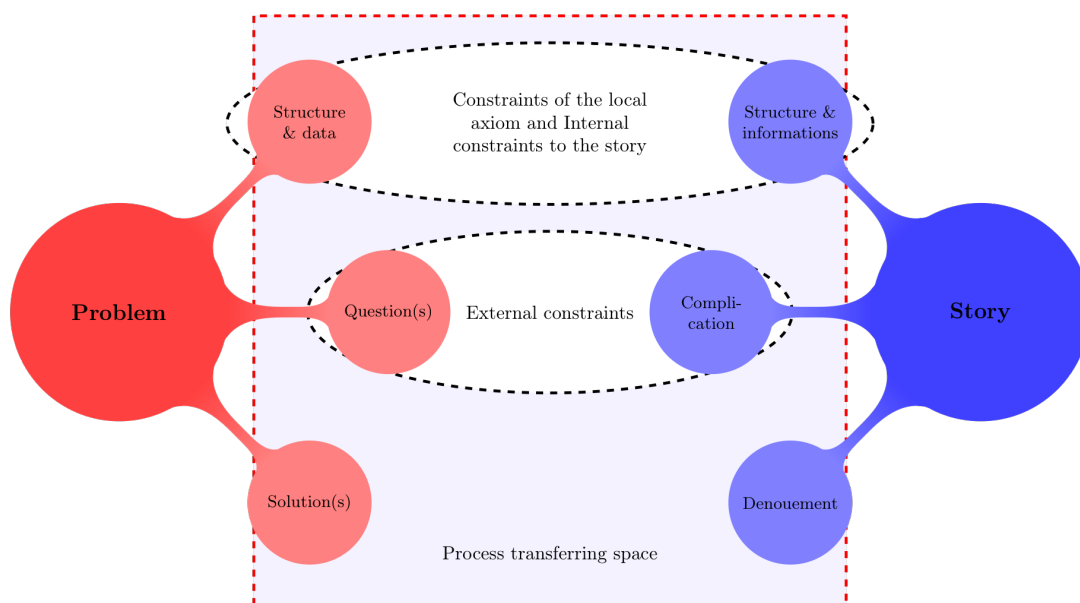 Structure
& data
Constraints of the local
axiom and Internal
constraints to the story
Structure &
informations
Problem
Question(s)
External constraints
Compli-
cation
Story
Solution(s)
Denouement
Process transferring space